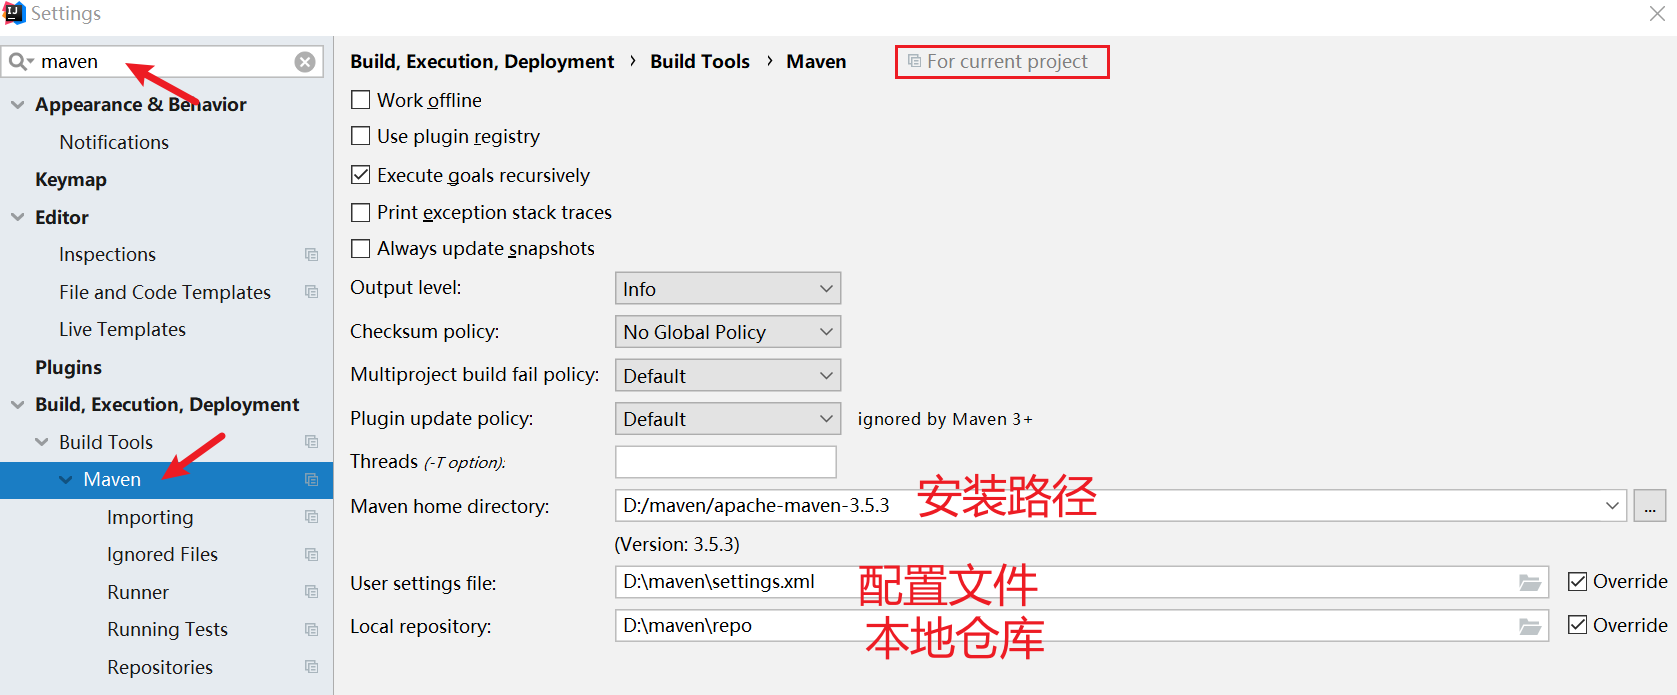 Settings
maven
Appearance & Behavior
Notifications
Keymap
Editor
Inspections
File and Code Templates
Live Templates
Plugins
Build, Execution, Deployment
Build Tools
Maven
Importing
Ignored Files
Runner
Running Tests
Repositories
Build, Execution, Deployment › Build Tools › Maven For current project
Work offline
Use plugin registry
Execute goals recursively
Print exception stack traces
Always update snapshots
Output level: Info
Checksum policy: No Global Policy
Multiproject build fail policy: Default
Plugin update policy: Default ignored by Maven 3+
Threads (-T option):
Maven home directory: D:/maven/apache-maven-3.5.3 安装路径 ...
(Version: 3.5.3)
User settings file: D:\maven\settings.xml 配置文件 Override
Local repository: D:\maven\repo 本地仓库 Override